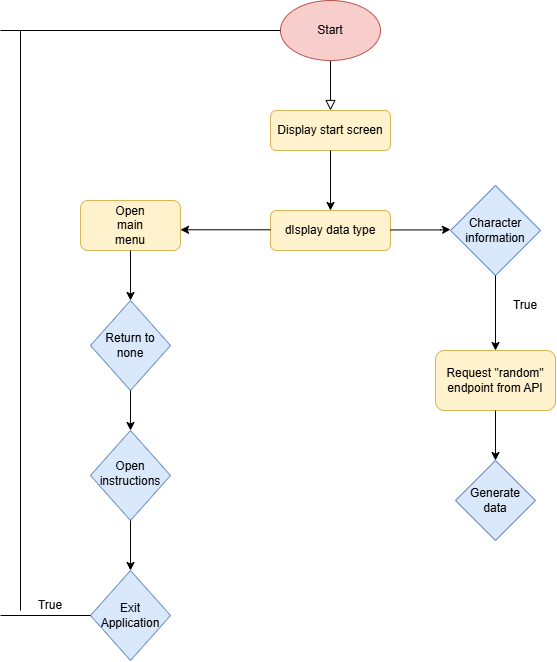 Start
Display start screen
Open
main
menu
dIsplay data type
Character
information
True
Return to
none
Request "random"
endpoint from API
Open
instructions
Generate
data
True
Exit
Application